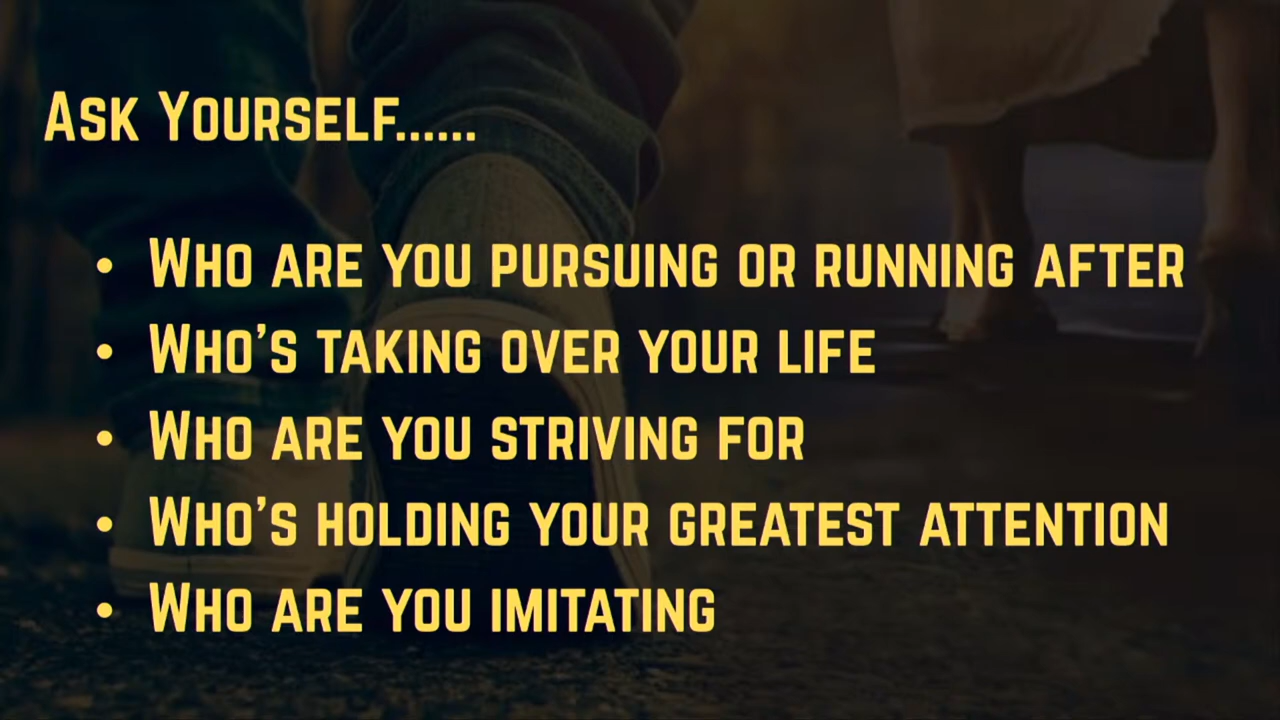 Ask Yourself......
• Who are you pursuing or running after
• Who's taking over your life
• Who are you striving for
• Who's holding your greatest attention
• Who are you imitating